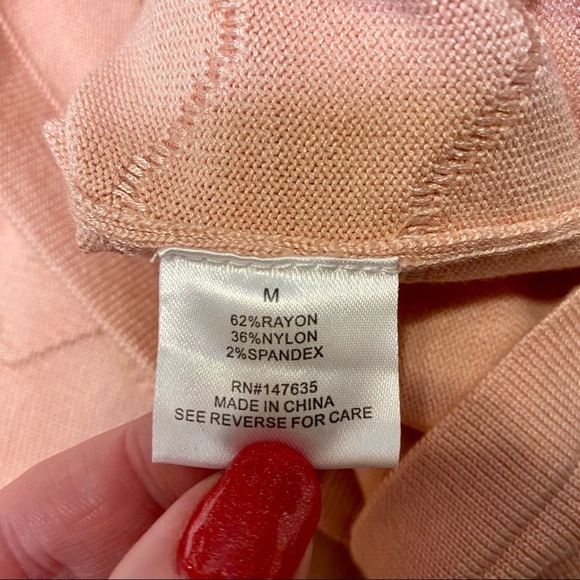 M
62%RAYON
36%NYLON
2%SPANDEX
RN#147635
MADE IN CHINA
SEE REVERSE FOR CARE